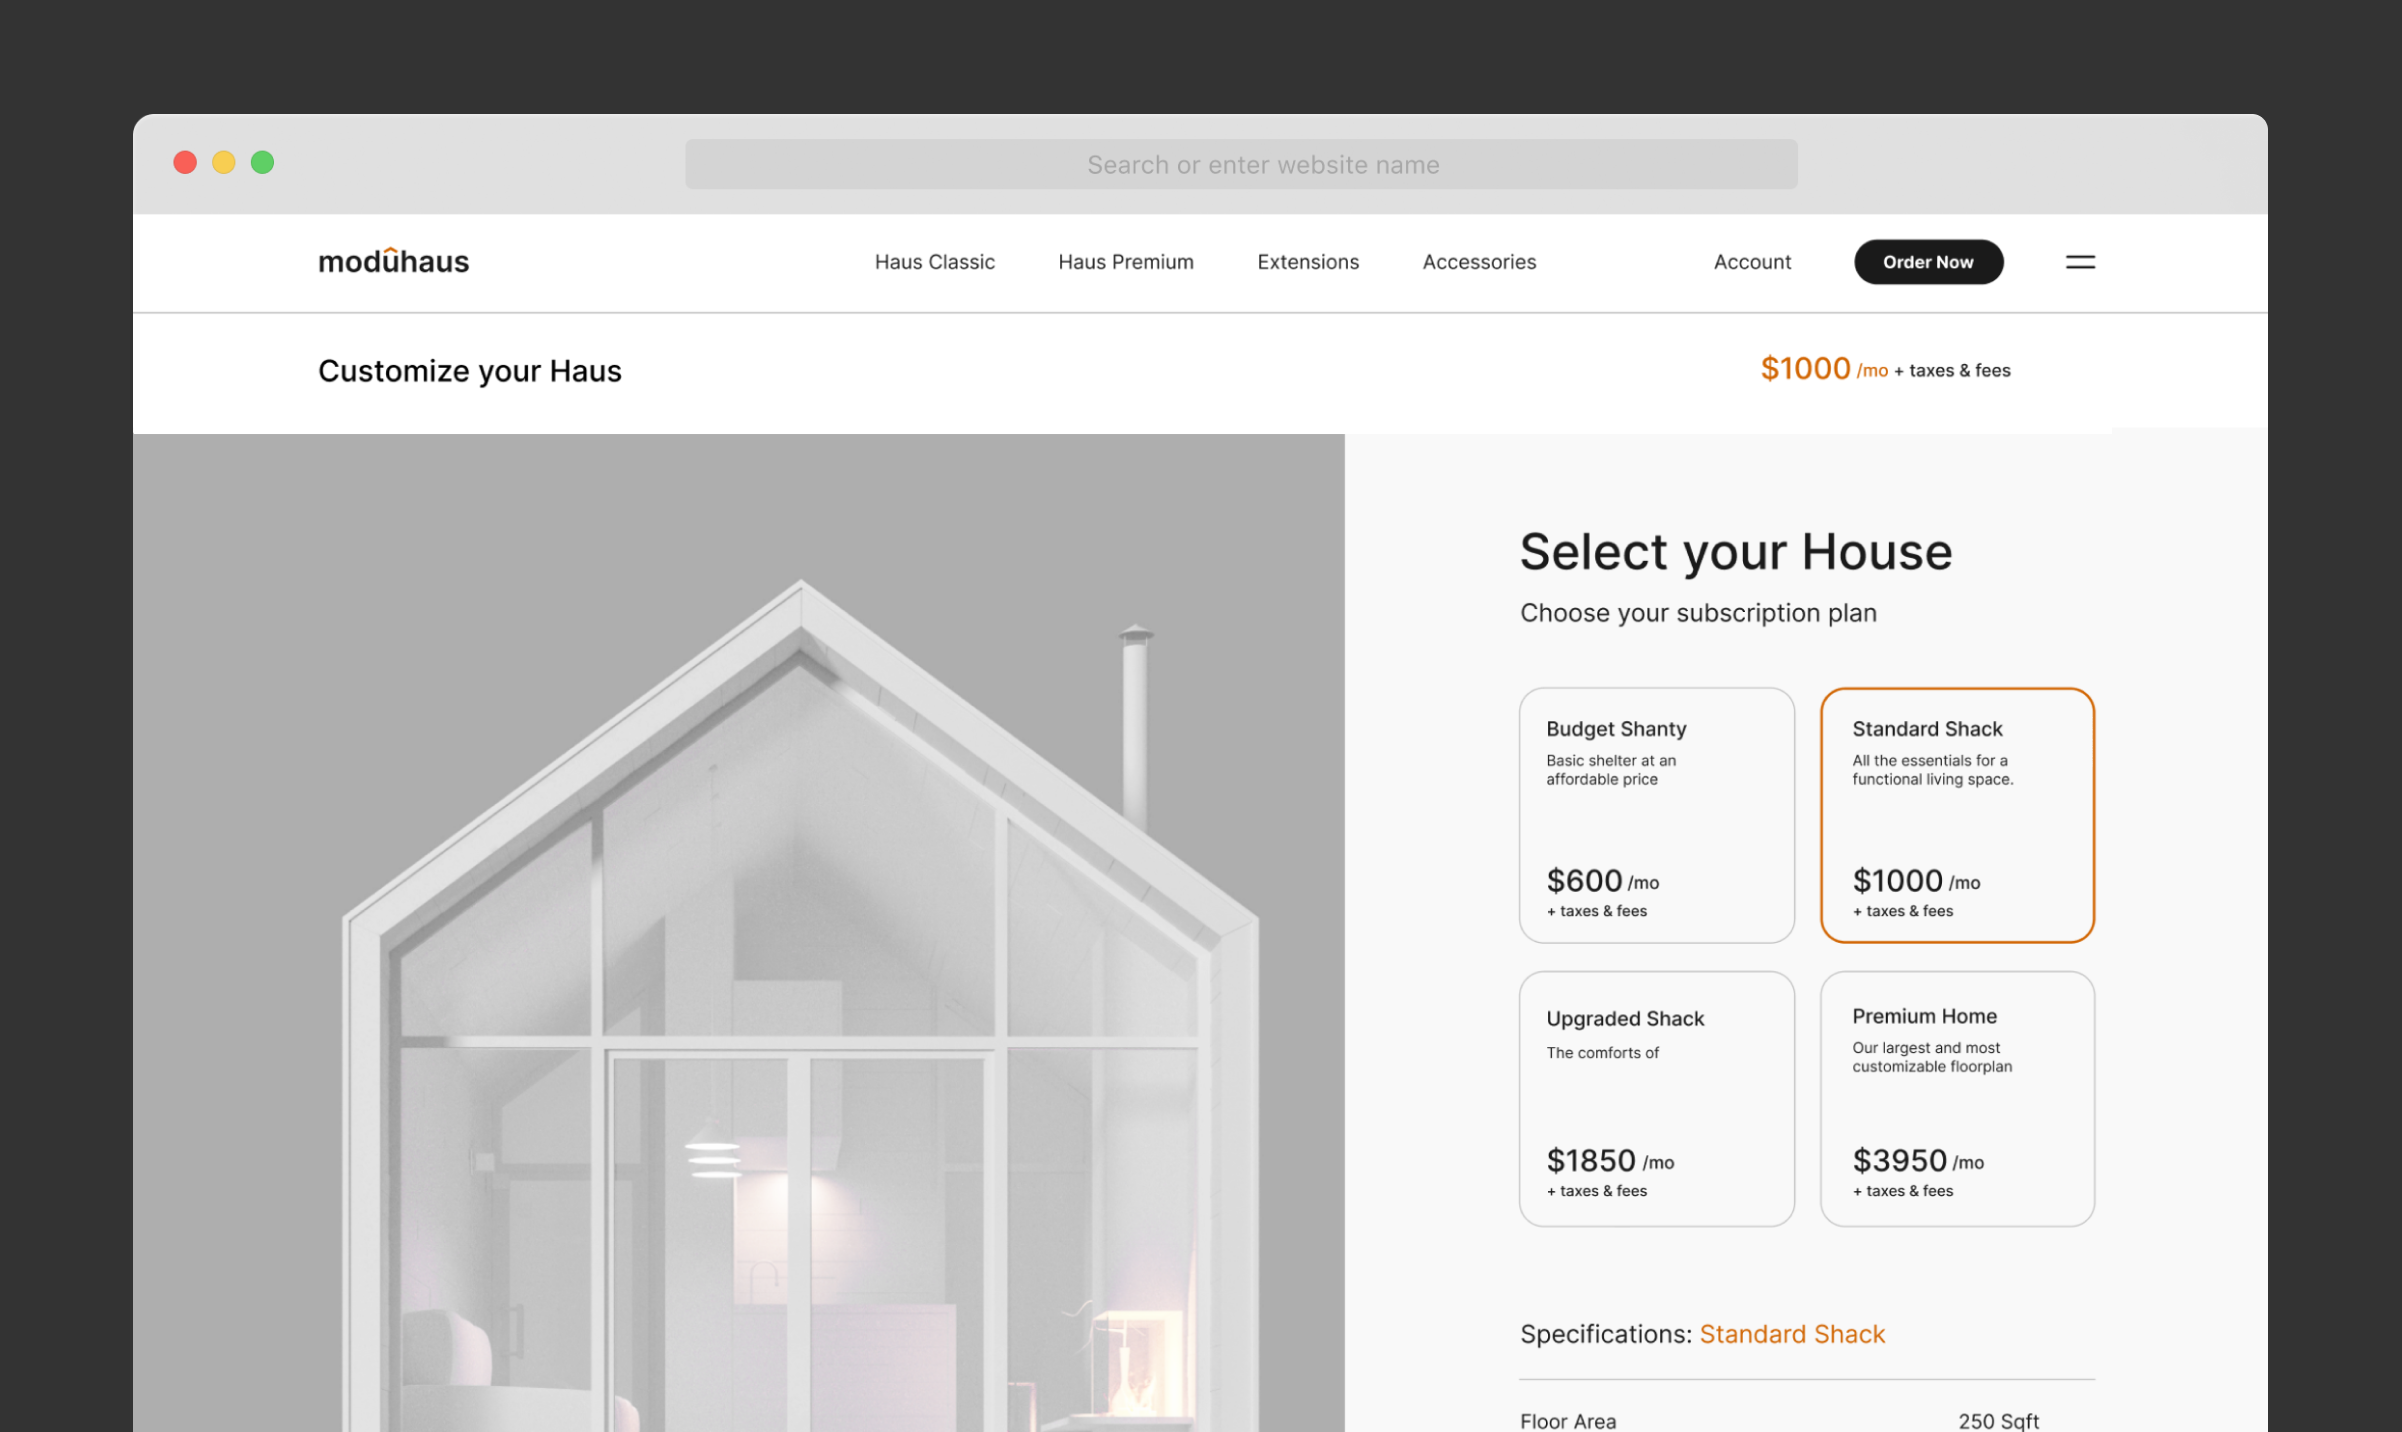 Search or enter website name
modûhaus
Haus Classic
Haus Premium
Extensions
Accessories
Account
Order Now
Customize your Haus
$1000 /mo + taxes & fees
Select your House
Choose your subscription plan
Budget Shanty
Basic shelter at an
affordable price
$600 /mo
+ taxes & fees
Standard Shack
All the essentials for a
functional living space.
$1000 /mo
+ taxes & fees
Upgraded Shack
The comforts of
$1850 /mo
+ taxes & fees
Premium Home
Our largest and most
customizable floorplan
$3950 /mo
+ taxes & fees
Specifications: Standard Shack
Floor Area
250 Sqft